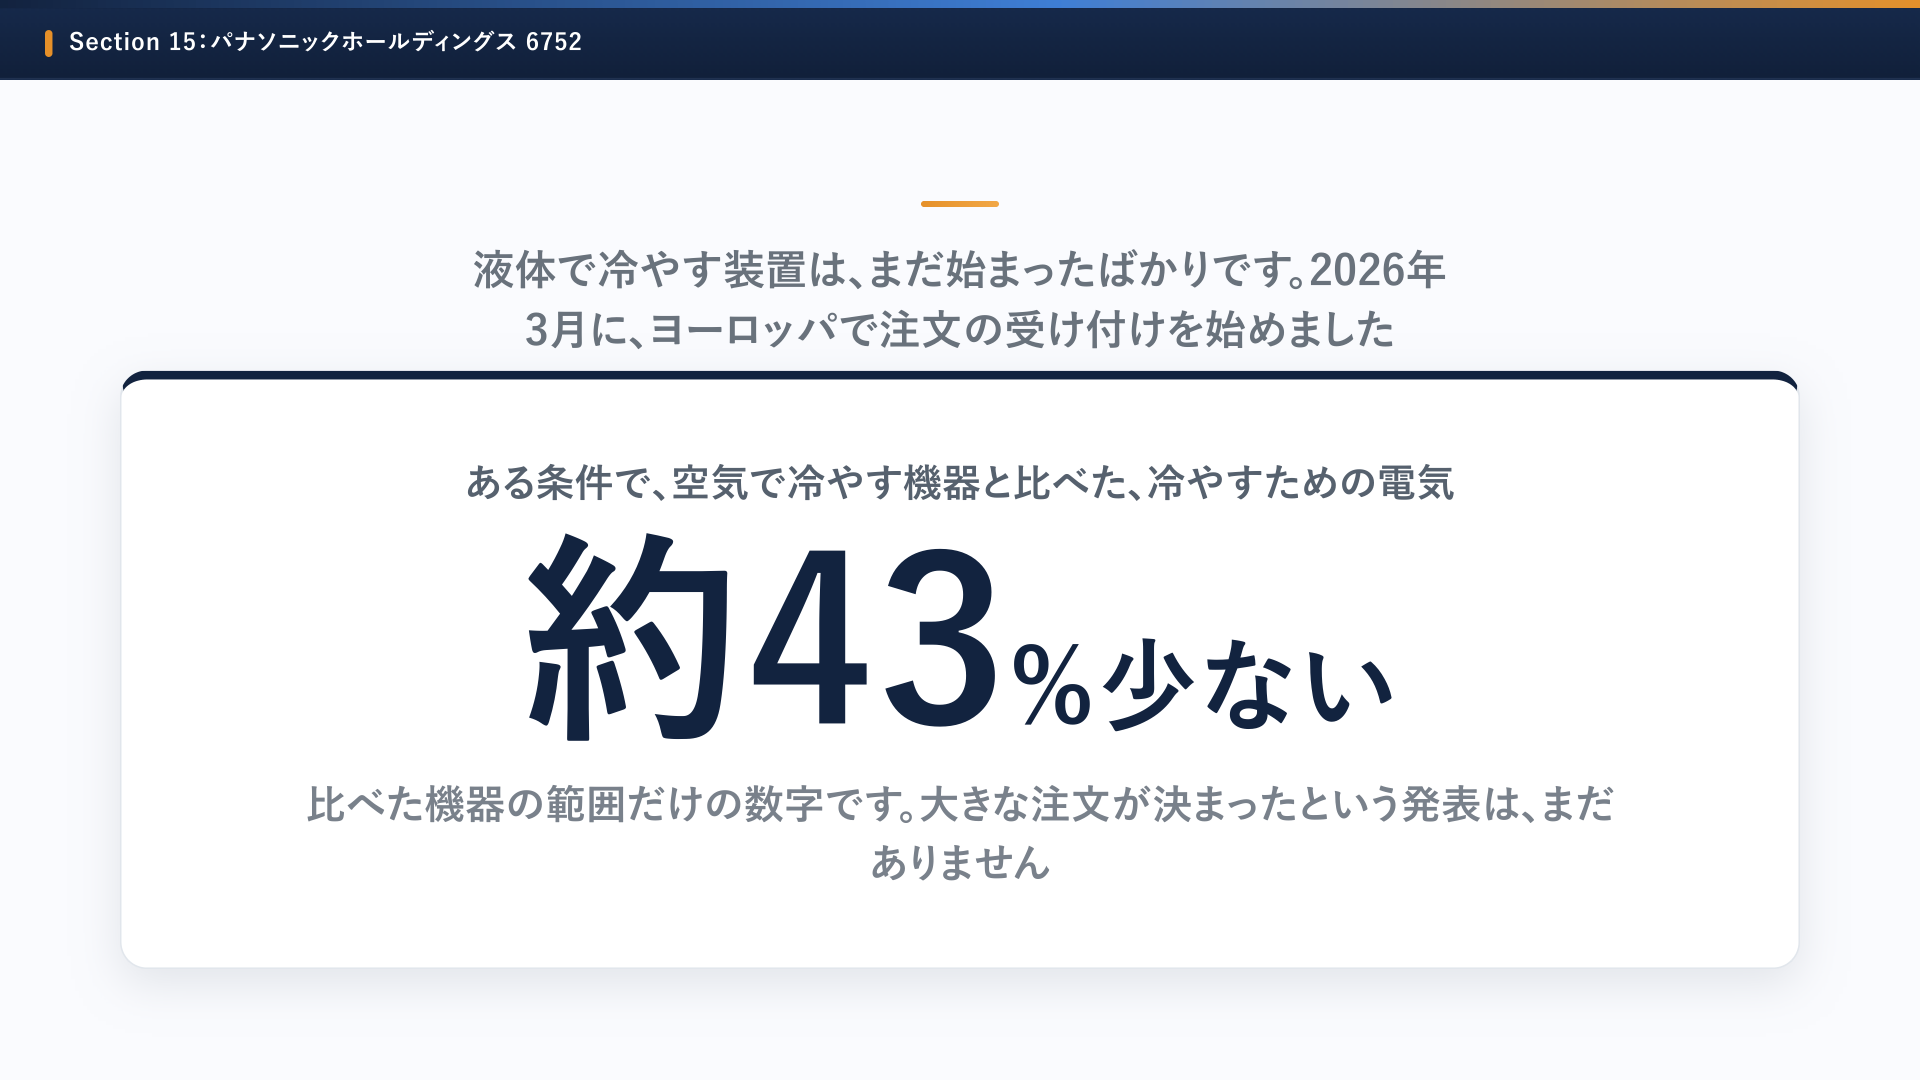 Section 15：パナソニックホールディングス 6752
液体で冷やす装置は、まだ始まったばかりです。2026年
3月に、ヨーロッパで注文の受け付けを始めました
ある条件で、空気で冷やす機器と比べた、冷やすための電気
約43%少ない
比べた機器の範囲だけの数字です。大きな注文が決まったという発表は、まだ
ありません